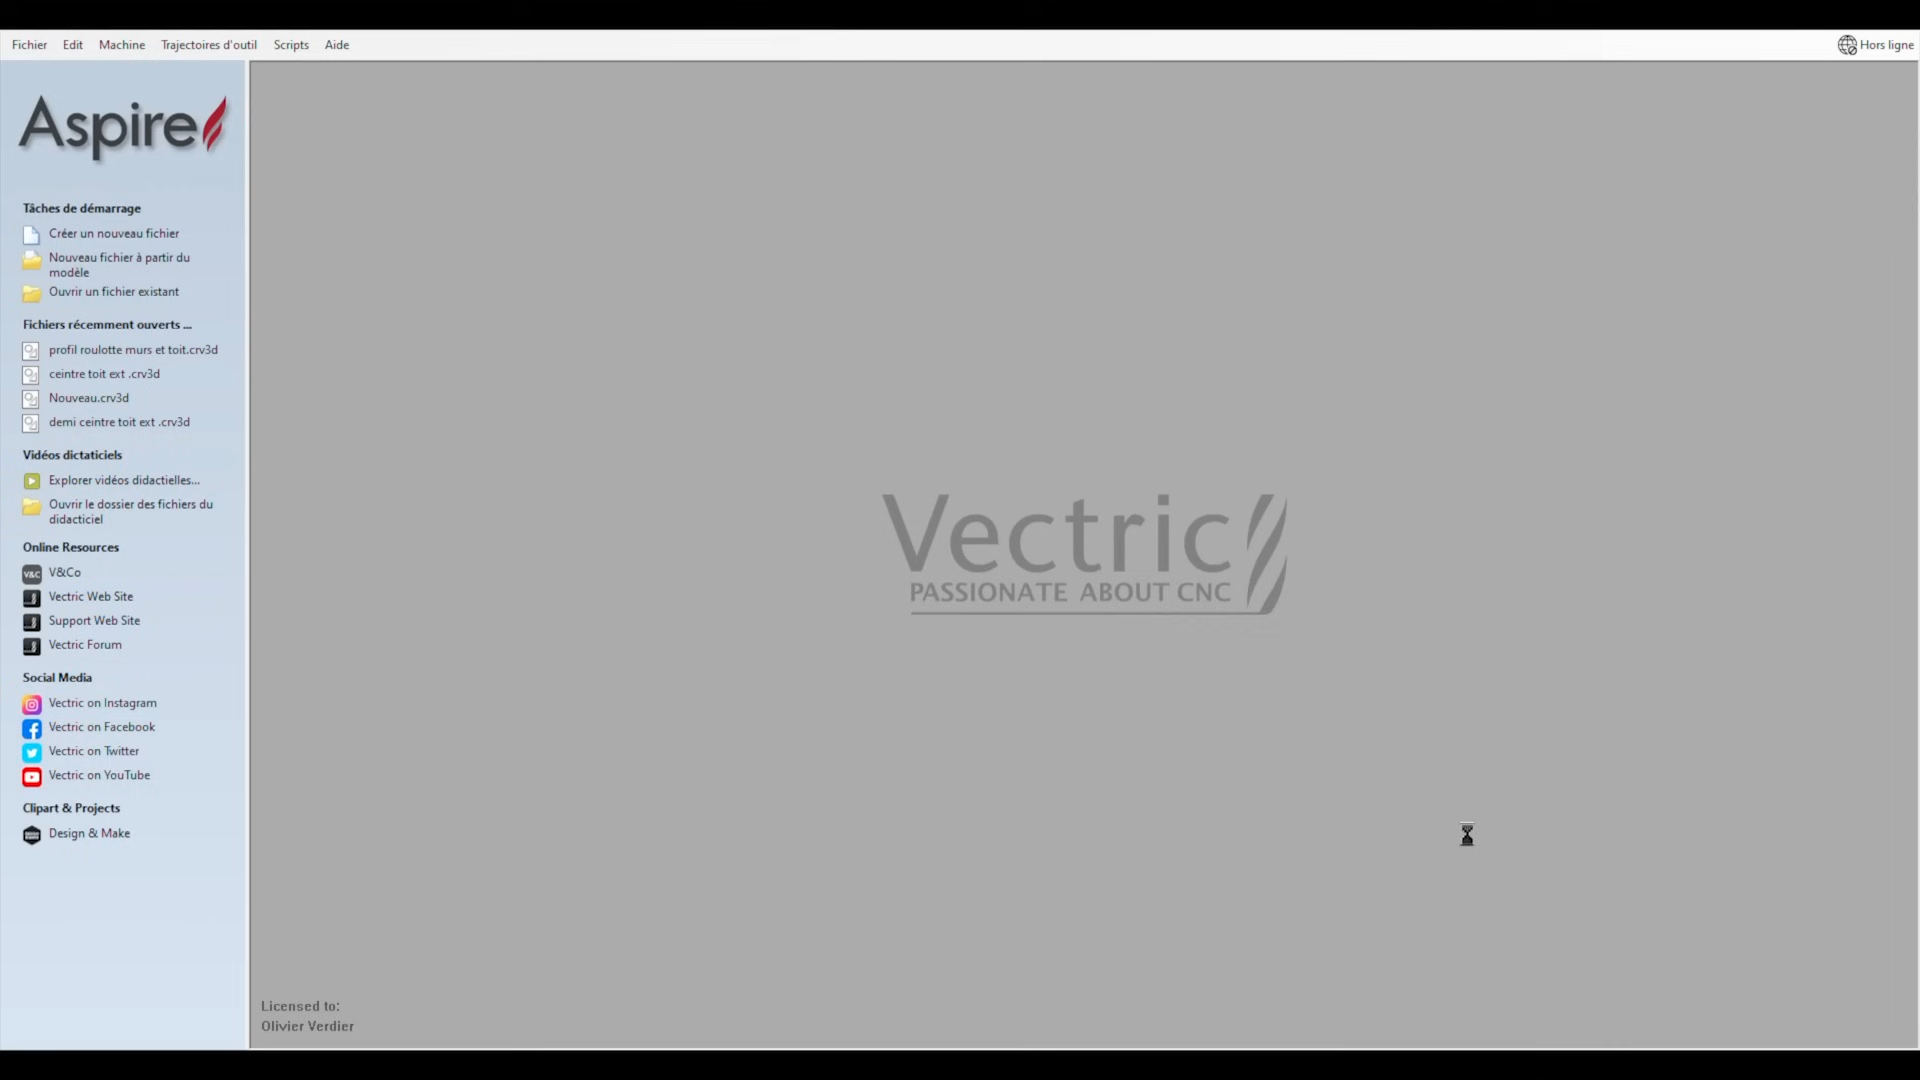 Fichier Edit Machine Trajectoires d'outil Scripts Aide Hors ligne
Aspire
Tâches de démarrage
Créer un nouveau fichier
Nouveau fichier à partir du
modèle
Ouvrir un fichier existant
Fichiers récemment ouverts ...
profil roulotte murs et toit.crv3d
ceintre toit ext .crv3d
Nouveau.crv3d
demi ceintre toit ext .crv3d
Vidéos dictaticiels
Explorer vidéos didactielles...
Ouvrir le dossier des fichiers du
didacticiel
Online Resources
V&C V&Co
Vectric Web Site
Support Web Site
Vectric Forum
Social Media
Vectric on Instagram
Vectric on Facebook
Vectric on Twitter
Vectric on YouTube
Clipart & Projects
Design & Make
Vectric
PASSIONATE ABOUT CNC
Licensed to:
Olivier Verdier